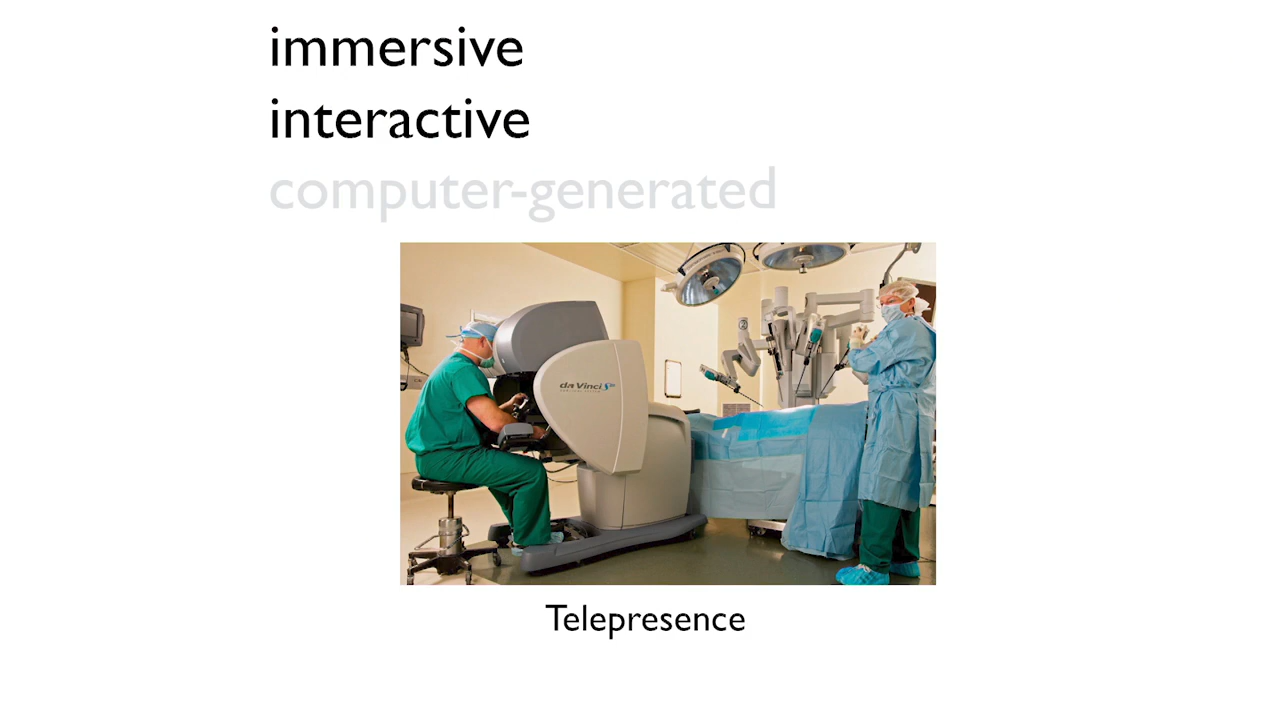 immersive
interactive
computer-generated
da Vinci S
Telepresence